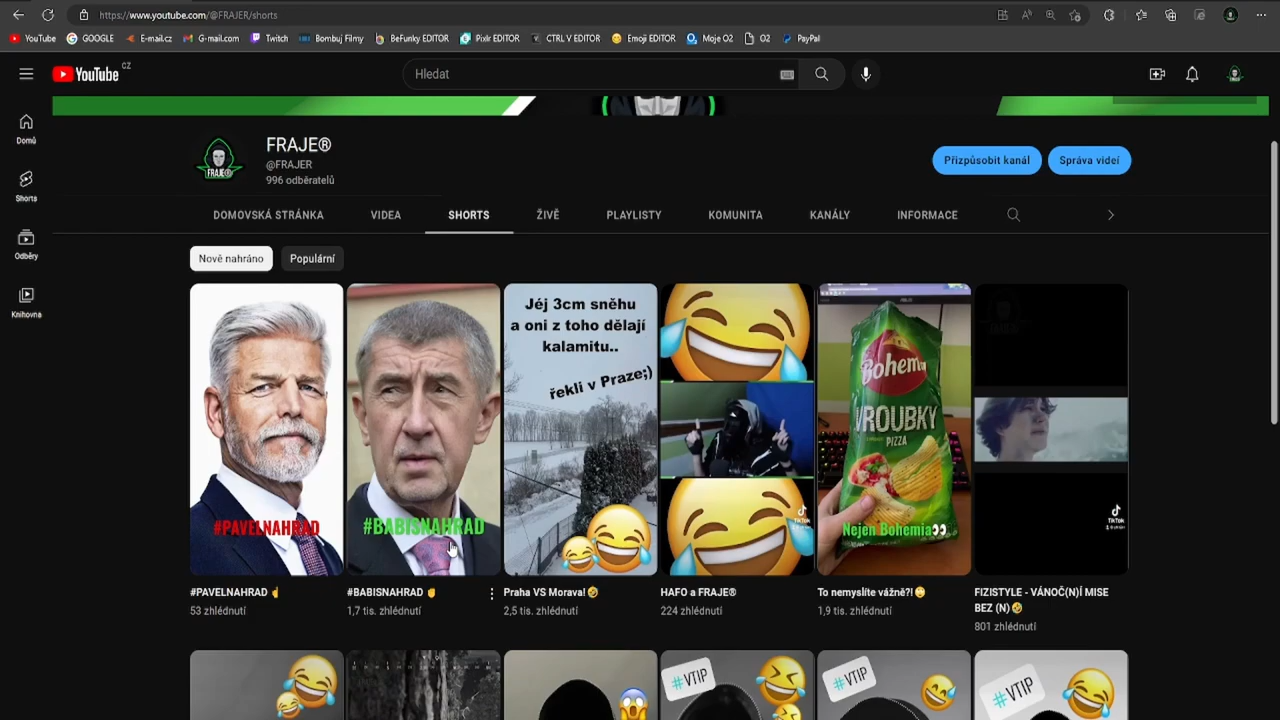 https://www.youtube.com/@FRAJER/shorts
YouTube
GOOGLE
E-mail.cz
G-mail.com
Twitch
Bombuj Filmy
BeFunky EDITOR
Pixlr EDITOR
CTRL V EDITOR
Emoji EDITOR
Moje O2
O2
PayPal
YouTube CZ
Hledat
Domů
Shorts
Odběry
Knihovna
FRAJE®
FRAJE®
@FRAJER
996 odběratelů
Přizpůsobit kanál
Správa videí
DOMOVSKÁ STRÁNKA
VIDEA
SHORTS
ŽIVĚ
PLAYLISTY
KOMUNITA
KANÁLY
INFORMACE
Nově nahráno
Populární
#PAVELNAHRAD
#BABISNAHRAD
Jéj 3cm sněhu
a oni z toho dělají
kalamitu..
řekli v Praze;)
TikTok
Bohemia
VROUBKY
PIZZA
Nejen Bohemia👀
TikTok
#PAVELNAHRAD ☝
53 zhlédnutí
#BABISNAHRAD ✋
1,7 tis. zhlédnutí
Praha VS Morava!🤣
2,5 tis. zhlédnutí
HAFO a FRAJE®
224 zhlédnutí
To nemyslíte vážně?!🙄
1,9 tis. zhlédnutí
FIZISTYLE - VÁNOČ(N)Í MISE
BEZ (N)🤣
801 zhlédnutí
#VTIP
#VTIP
#VTIP